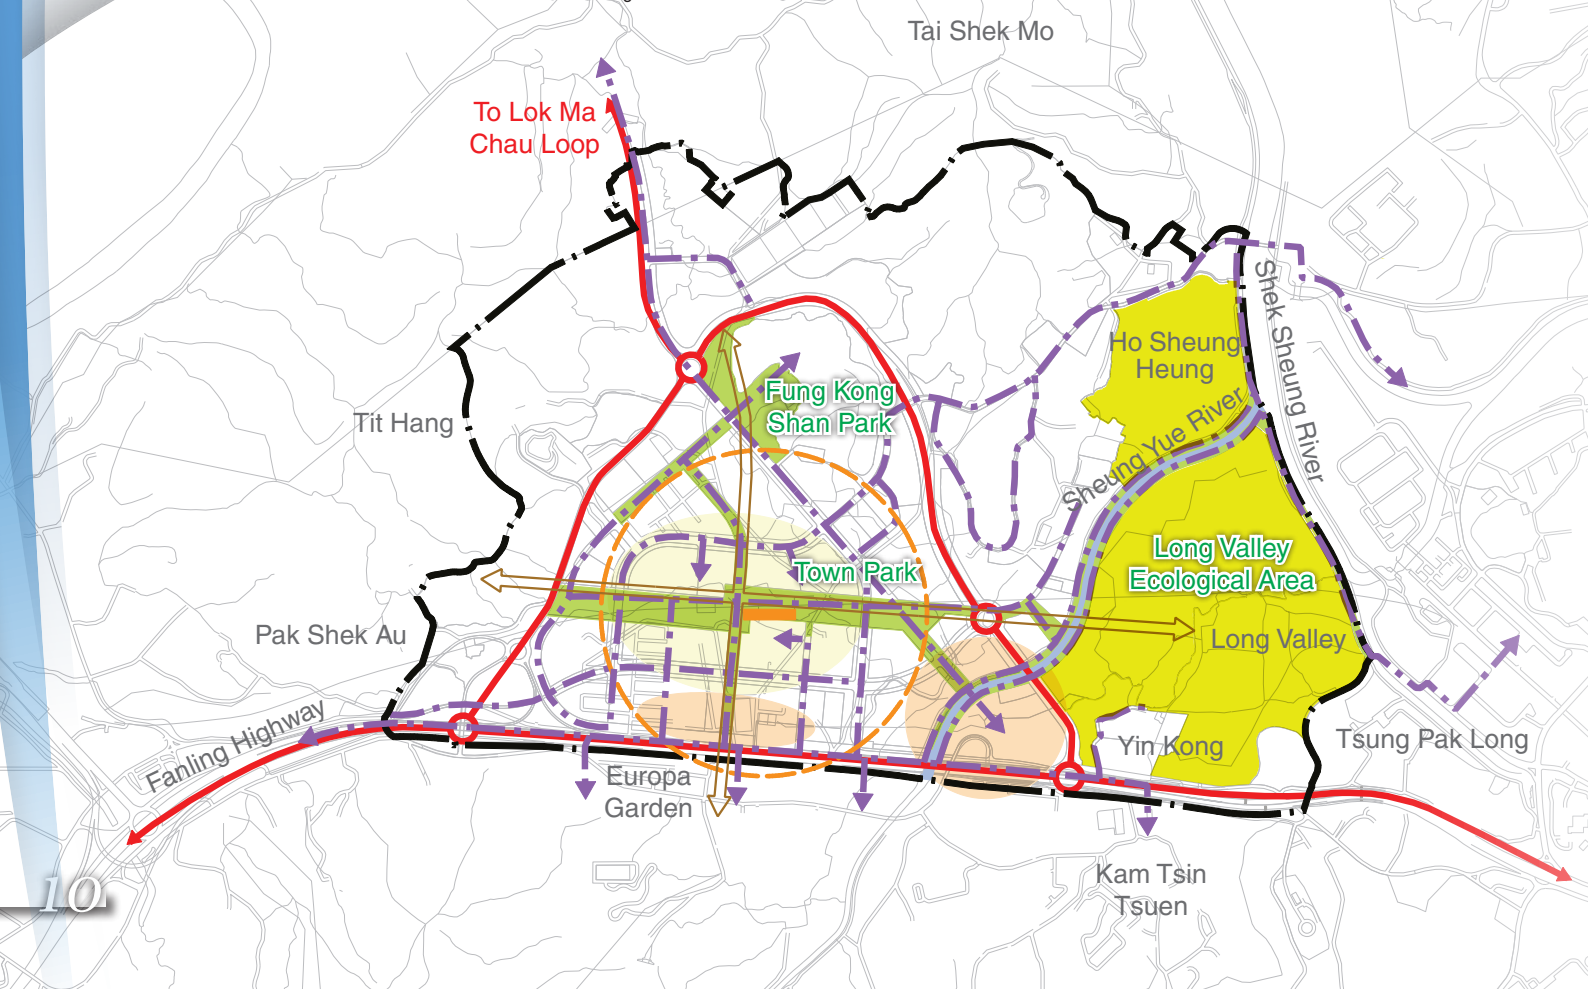 Tai Shek Mo
To Lok Ma
Chau Loop
Shek Sheung River
Ho Sheung
Heung
Fung Kong
Shan Park
Tit Hang
Sheung Yue River
Long Valley
Ecological Area
Town Park
Pak Shek Au
Long Valley
Fanling Highway
Yin Kong
Tsung Pak Long
Europa
Garden
Kam Tsin
Tsuen
10